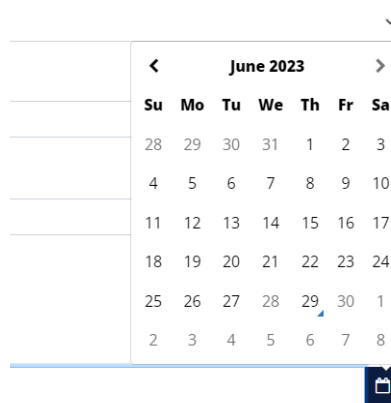 June 2023
Su Mo Tu We Th Fr Sa
28 29 30 31 1 2 3
4 5 6 7 8 9 10
11 12 13 14 15 16 17
18 19 20 21 22 23 24
25 26 27 28 29 30 1
2 3 4 5 6 7 8